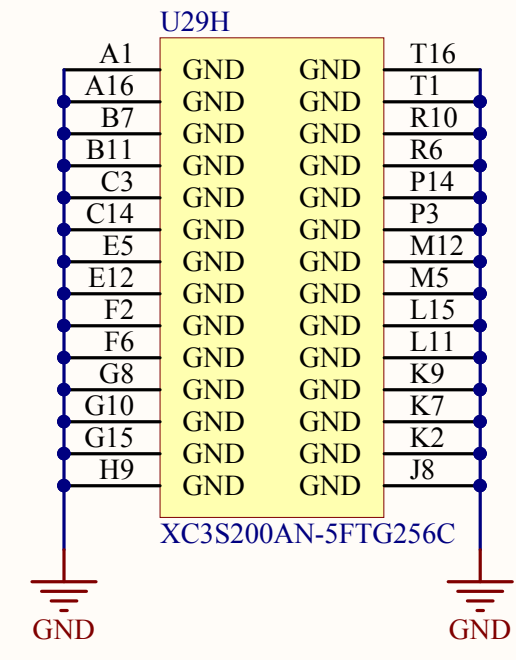 U29H
A1 GND GND T16
A16 GND GND T1
B7 GND GND R10
B11 GND GND R6
C3 GND GND P14
C14 GND GND P3
E5 GND GND M12
E12 GND GND M5
F2 GND GND L15
F6 GND GND L11
G8 GND GND K9
G10 GND GND K7
G15 GND GND K2
H9 GND GND J8
XC3S200AN-5FTG256C
GND GND